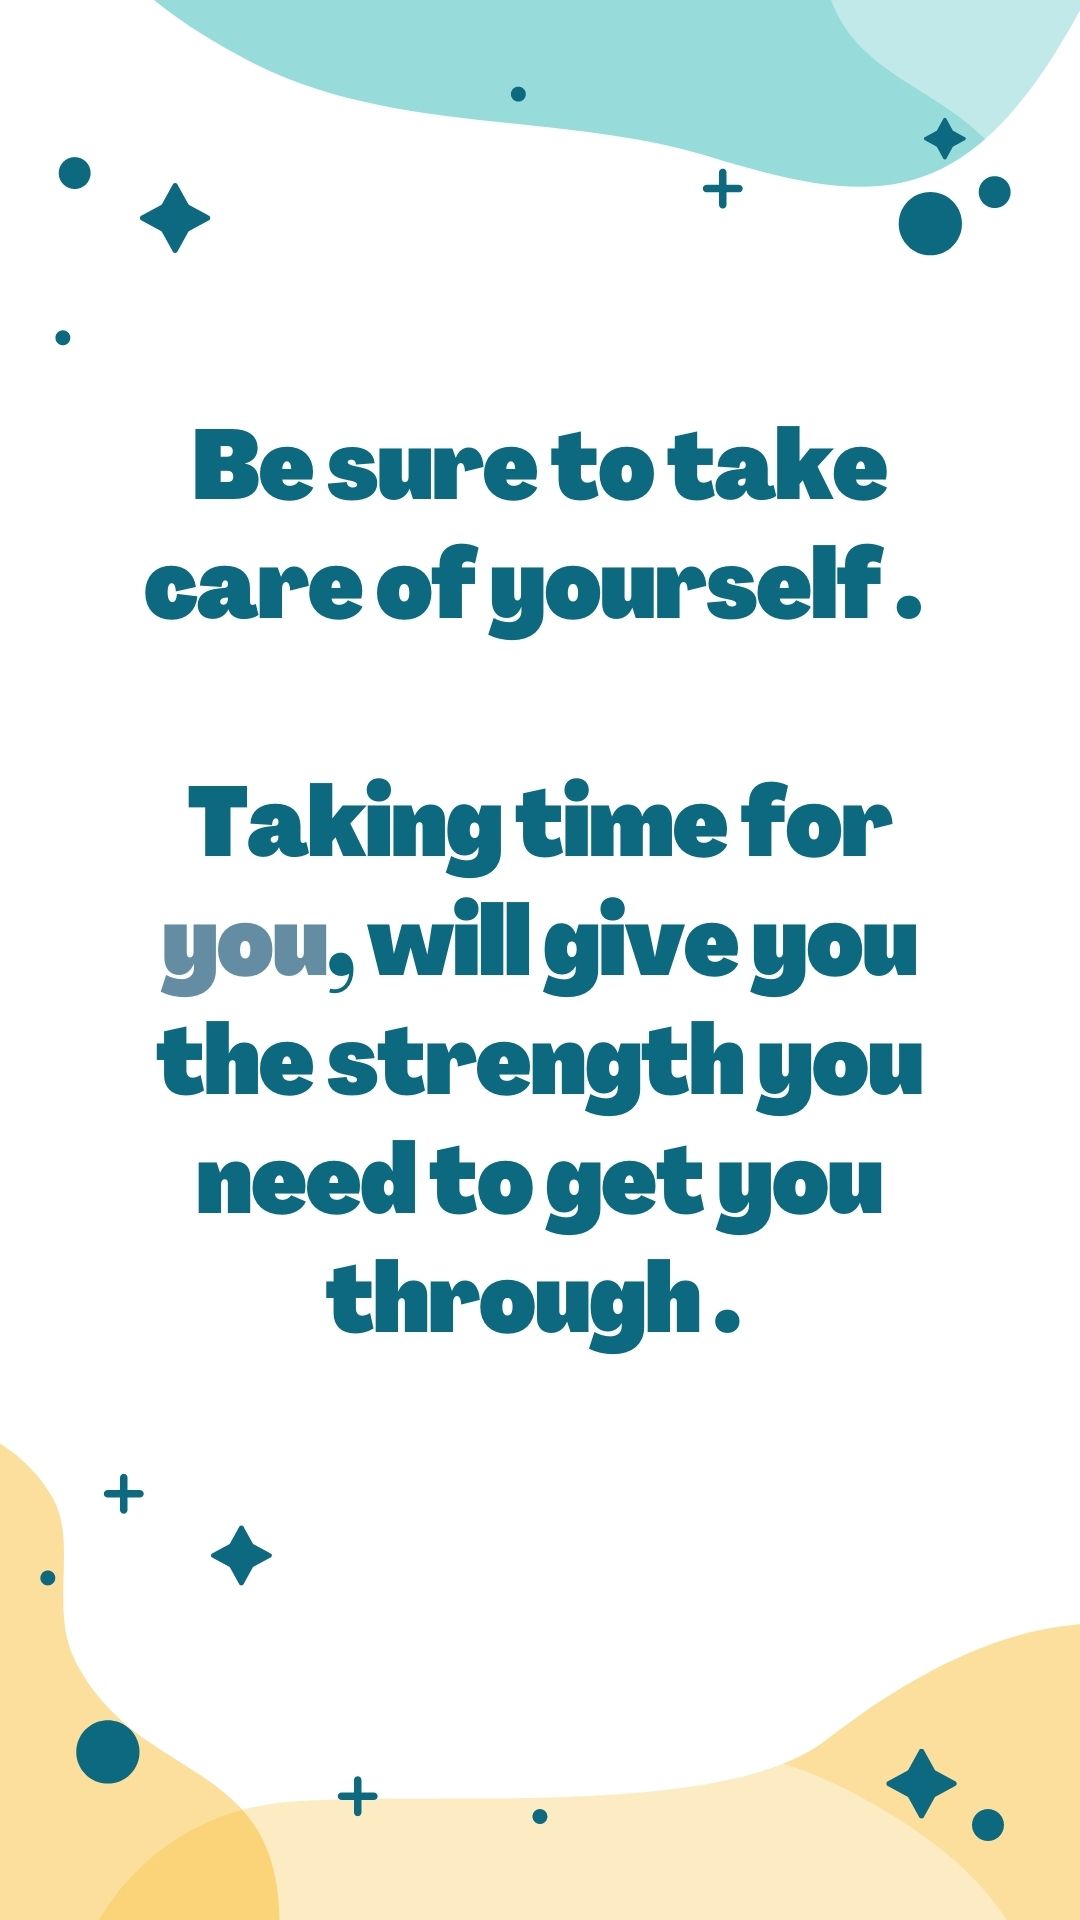 Be sure to take
care of yourself .
Taking time for
you, will give you
the strength you
need to get you
through .